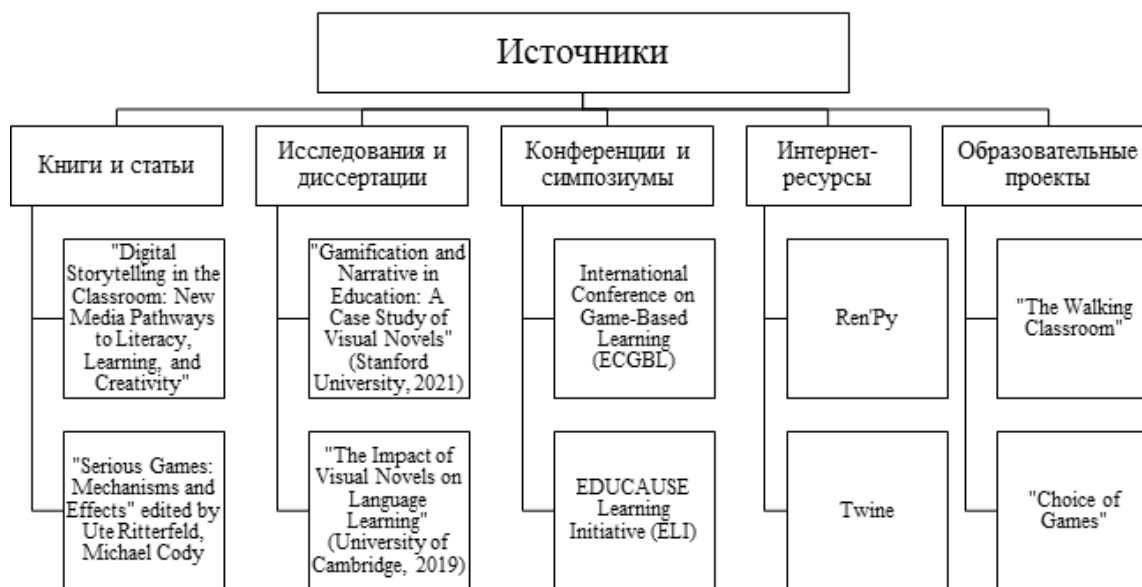 Источники
Книги и статьи
"Digital
Storytelling in the
Classroom: New
Media Pathways
to Literacy,
Learning, and
Creativity"
"Serious Games:
Mechanisms and
Effects" edited by
Ute Ritterfeld,
Michael Cody
Исследования и
диссертации
"Gamification and
Narrative in
Education: A
Case Study of
Visual Novels"
(Stanford
University, 2021)
"The Impact of
Visual Novels on
Language
Learning"
(University of
Cambridge, 2019)
Конференции и
симпозиумы
International
Conference on
Game-Based
Learning
(ECGBL)
EDUCAUSE
Learning
Initiative (ELI)
Интернет-
ресурсы
Ren'Py
Twine
Образовательные
проекты
"The Walking
Classroom"
"Choice of
Games"